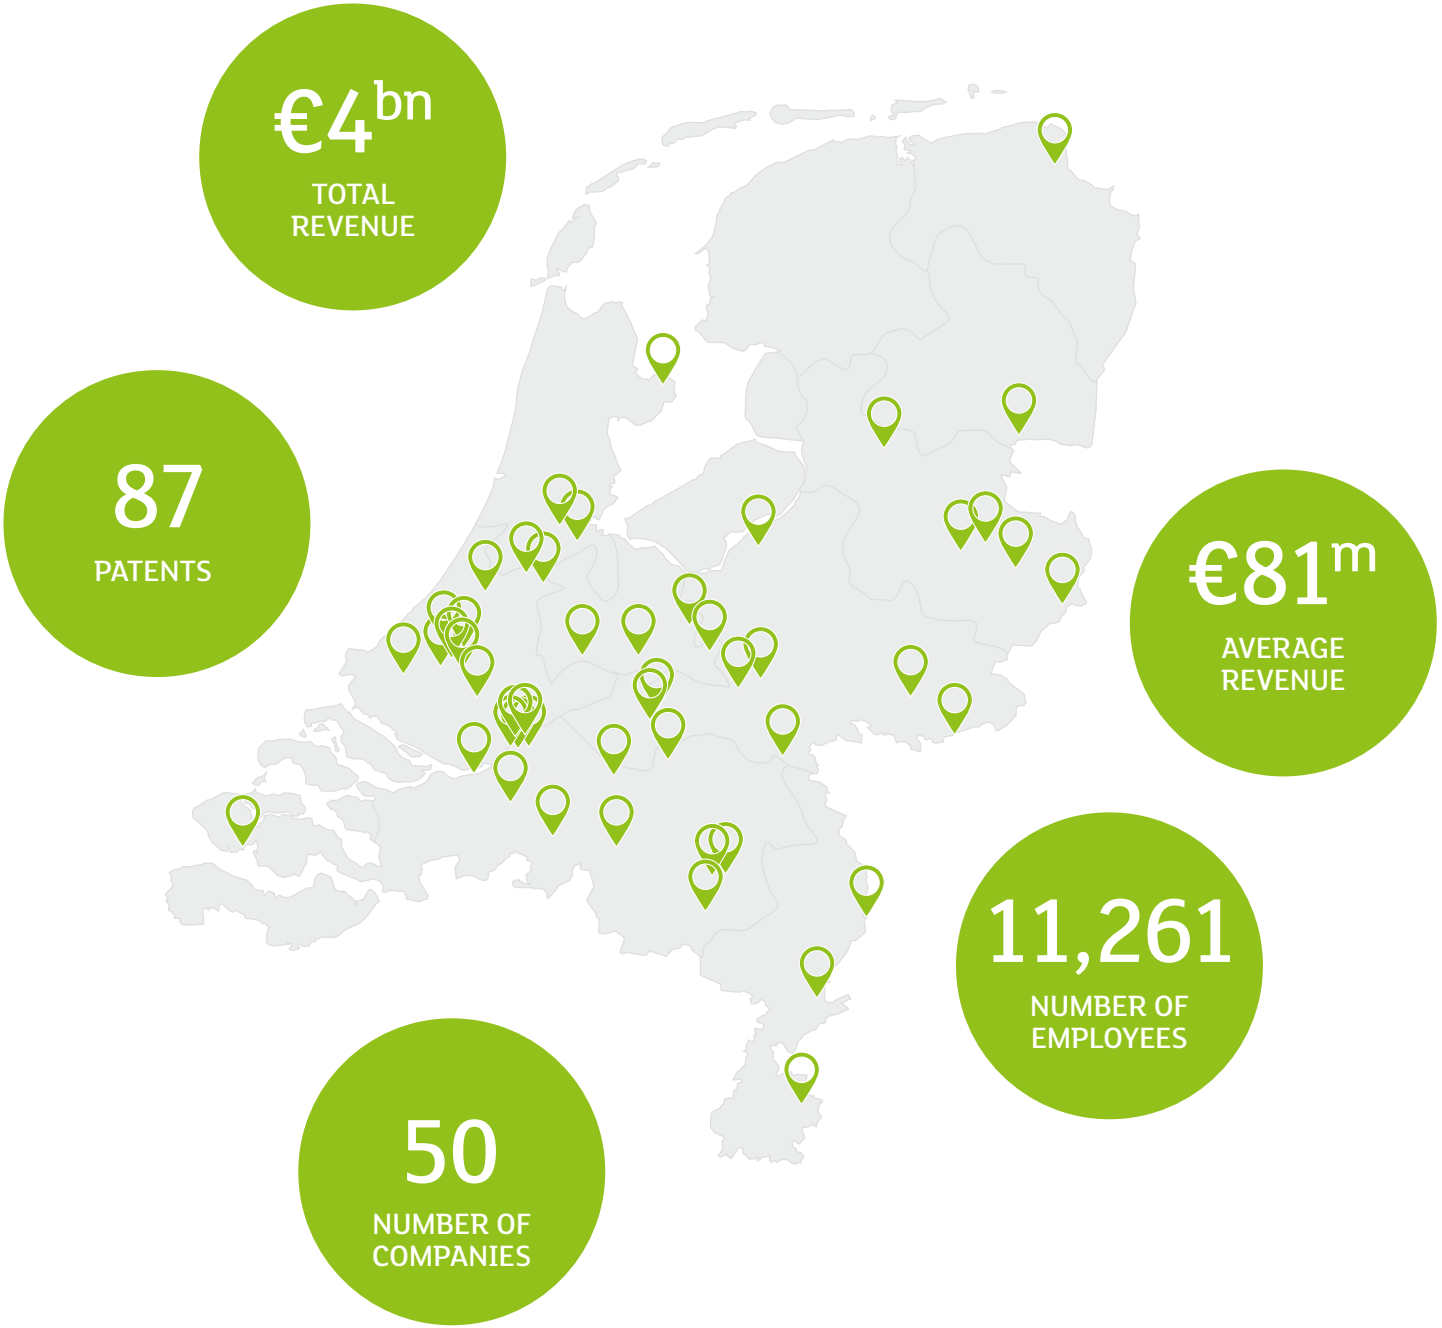 €4bn
TOTAL
REVENUE
87
PATENTS
€81m
AVERAGE
REVENUE
11,261
NUMBER OF
EMPLOYEES
50
NUMBER OF
COMPANIES